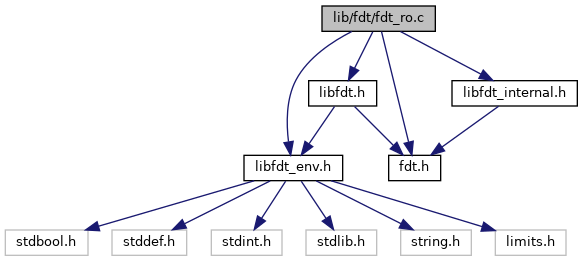 lib/fdt/fdt_ro.c
libfdt.h
libfdt_internal.h
libfdt_env.h
fdt.h
stdbool.h
stddef.h
stdint.h
stdlib.h
string.h
limits.h